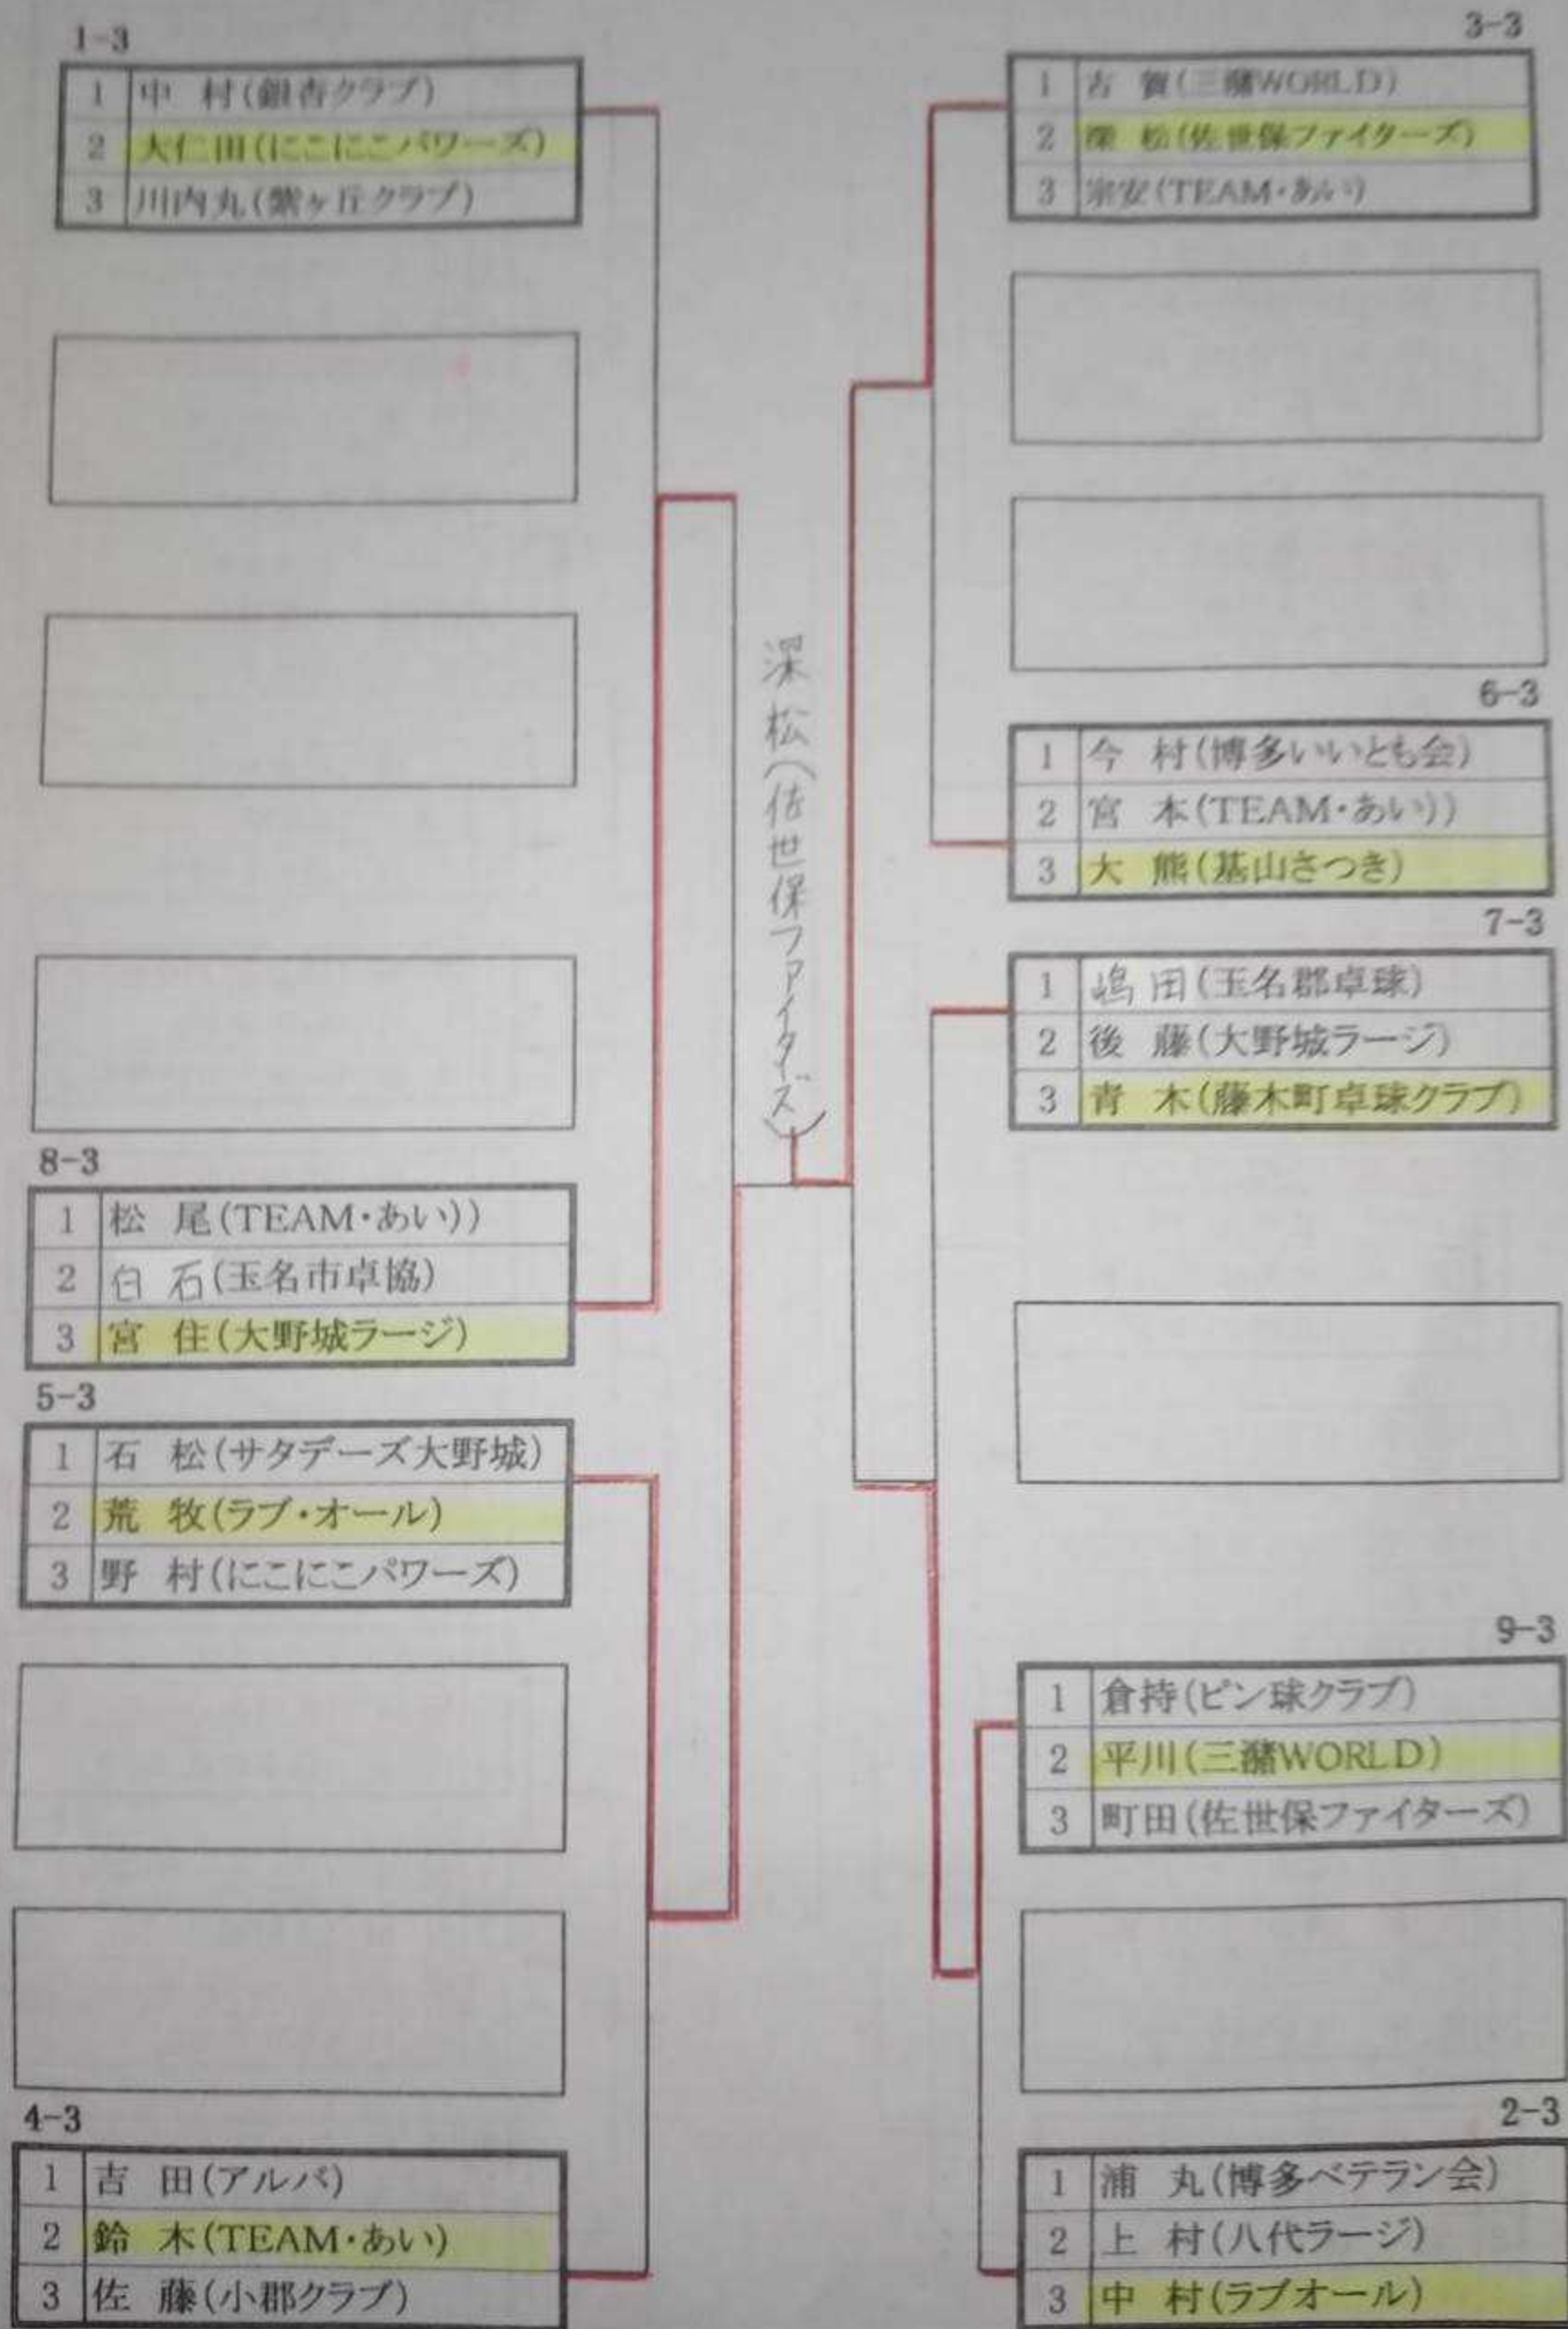 1-3
1 中 村(銀杏クラブ)
2 大仁田(にこにこパワーズ)
3 川内丸(紫ヶ丘クラブ)
8-3
1 松 尾(TEAM・あい))
2 白 石(玉名市卓協)
3 宮 住(大野城ラージ)
5-3
1 石 松(サタデーズ大野城)
2 荒 牧(ラブ・オール)
3 野 村(にこにこパワーズ)
4-3
1 吉 田(アルバ)
2 鈴 木(TEAM・あい)
3 佐 藤(小郡クラブ)
深松(佐世保ファイターズ)
3-3
1 古 賀(三潴WORLD)
2 深 松(佐世保ファイターズ)
3 宗安(TEAM・あい)
6-3
1 今 村(博多いいとも会)
2 宮 本(TEAM・あい))
3 大 熊(基山さつき)
7-3
1 嶋 田(玉名郡卓球)
2 後 藤(大野城ラージ)
3 青 木(藤木町卓球クラブ)
9-3
1 倉持(ピン球クラブ)
2 平川(三潴WORLD)
3 町田(佐世保ファイターズ)
2-3
1 浦 丸(博多ベテラン会)
2 上 村(八代ラージ)
3 中 村(ラブオール)